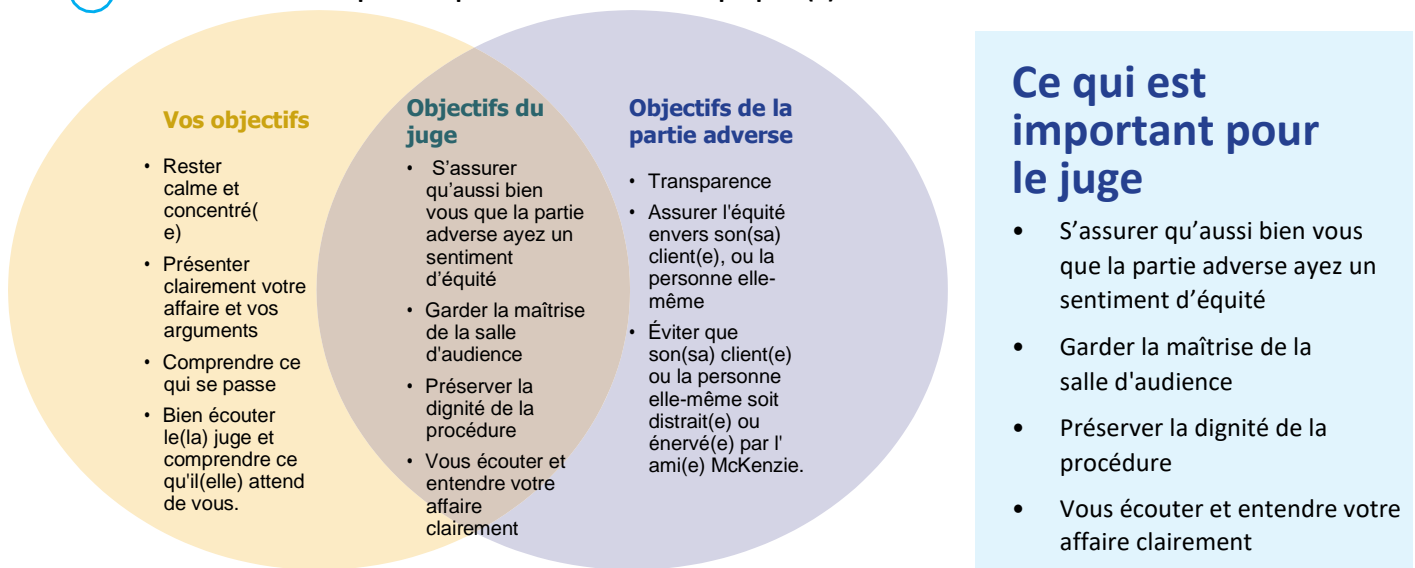 Vos objectifs
• Rester
calme et
concentré(
e)
• Présenter
clairement votre
affaire et vos
arguments
• Comprendre ce
qui se passe
• Bien écouter
le(la) juge et
comprendre ce
qu'il(elle) attend
de vous.
Objectifs du
juge
• S’assurer
qu’aussi bien
vous que la partie
adverse ayez un
sentiment
d’équité
• Garder la maîtrise
de la salle
d'audience
• Préserver la
dignité de la
procédure
• Vous écouter et
entendre votre
affaire
clairement
Objectifs de la
partie adverse
• Transparence
• Assurer l'équité
envers son(sa)
client(e), ou la
personne elle-
même
• Éviter que
son(sa) client(e)
ou la personne
elle-même soit
distrait(e) ou
énervé(e) par l'
ami(e) McKenzie.
Ce qui est
important pour
le juge
• S’assurer qu’aussi bien vous
que la partie adverse ayez un
sentiment d’équité
• Garder la maîtrise de la
salle d'audience
• Préserver la dignité de la
procédure
• Vous écouter et entendre votre
affaire clairement